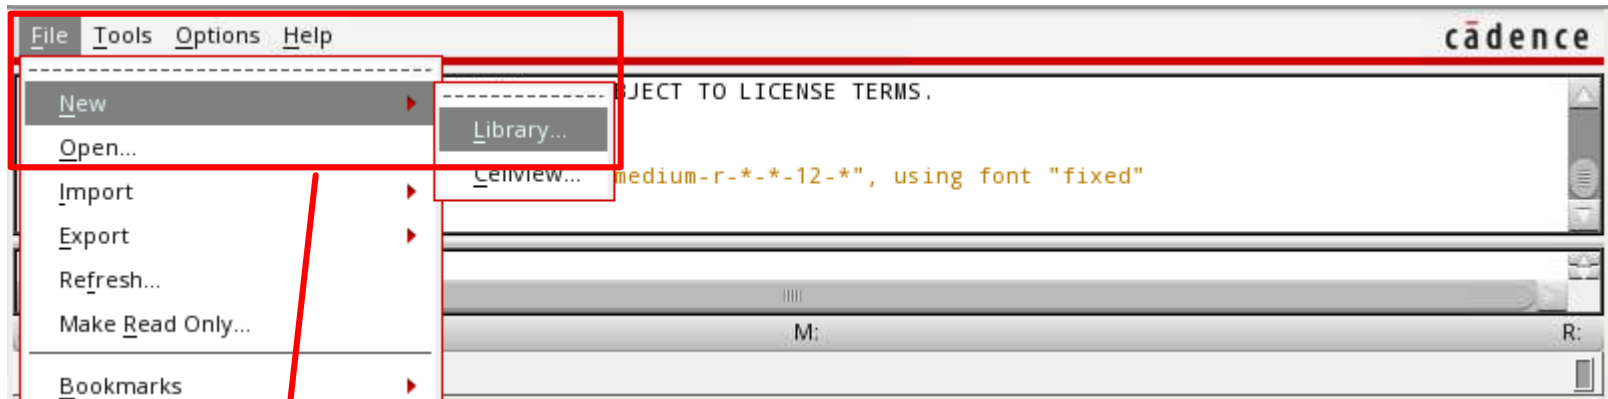 File Tools Options Help
cādence
New
Library...
BJECT TO LICENSE TERMS.
Open...
Cellview...
medium-r-*-*-12-*", using font "fixed"
Import
Export
Refresh...
Make Read Only...
M:
R:
Bookmarks